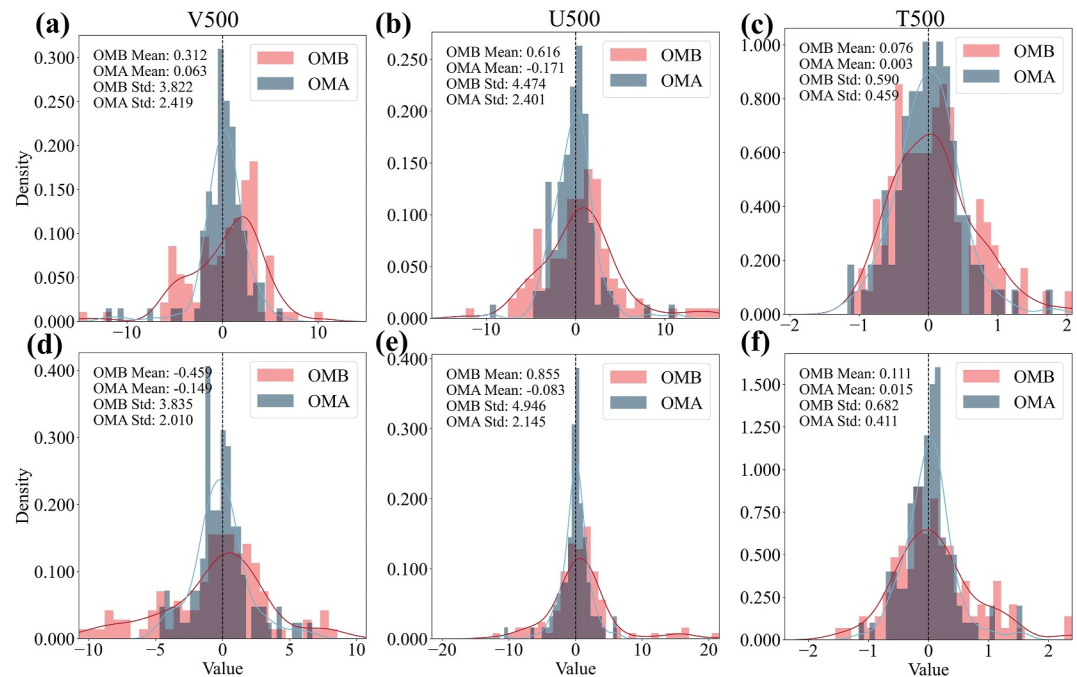 (a) V500
(b) U500
(c) T500
OMB Mean: 0.312
OMA Mean: 0.063
OMB Std: 3.822
OMA Std: 2.419
OMB
OMA
0.300
0.250
0.200
0.150
0.100
0.050
0.000
Density
−10 0 10
OMB Mean: 0.616
OMA Mean: -0.171
OMB Std: 4.474
OMA Std: 2.401
OMB
OMA
0.250
0.200
0.150
0.100
0.050
0.000
−10 0 10
OMB Mean: 0.076
OMA Mean: 0.003
OMB Std: 0.590
OMA Std: 0.459
OMB
OMA
1.000
0.800
0.600
0.400
0.200
0.000
−2 −1 0 1 2
(d)
OMB Mean: -0.459
OMA Mean: -0.149
OMB Std: 3.835
OMA Std: 2.010
OMB
OMA
0.400
0.300
0.200
0.100
0.000
Density
−10 −5 0 5 10
Value
(e)
OMB Mean: 0.855
OMA Mean: -0.083
OMB Std: 4.946
OMA Std: 2.145
OMB
OMA
0.400
0.300
0.200
0.100
0.000
−20 −10 0 10 20
Value
(f)
OMB Mean: 0.111
OMA Mean: 0.015
OMB Std: 0.682
OMA Std: 0.411
OMB
OMA
1.500
1.250
1.000
0.750
0.500
0.250
0.000
−2 −1 0 1 2
Value